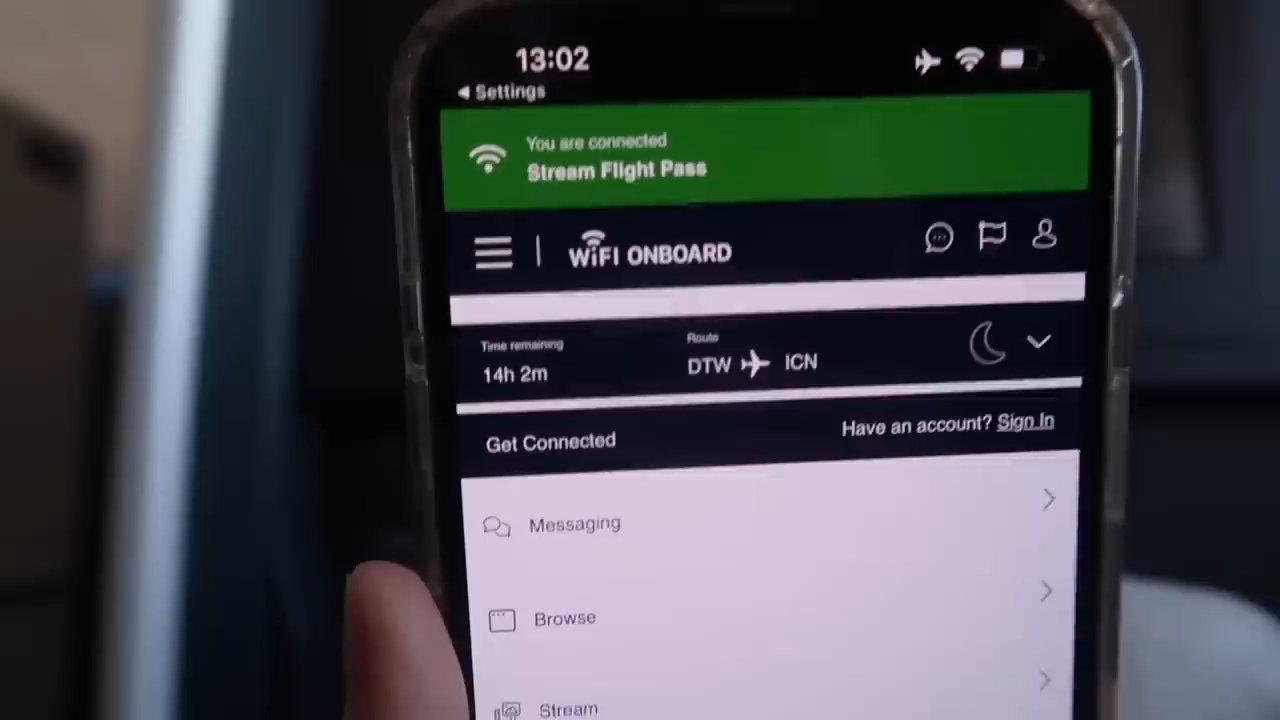 13:02
◀ Settings
You are connected
Stream Flight Pass
WiFI ONBOARD
Time remaining
14h 2m
Route
DTW ICN
Get Connected
Have an account? Sign In
Messaging
Browse
Stream